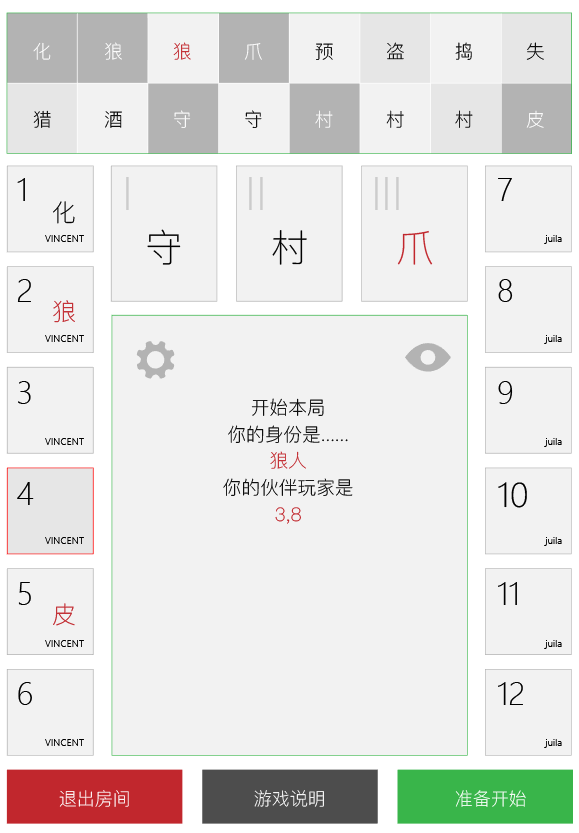 化 狼 狼 爪 预 盗 捣 失
猎 酒 守 守 村 村 村 皮
1 化 VINCENT
2 狼 VINCENT
3 VINCENT
4 VINCENT
5 皮 VINCENT
6 VINCENT
| 守
|| 村
||| 爪
开始本局
你的身份是......
狼人
你的伙伴玩家是
3,8
7 juila
8 juila
9 juila
10 juila
11 juila
12 juila
退出房间 游戏说明 准备开始